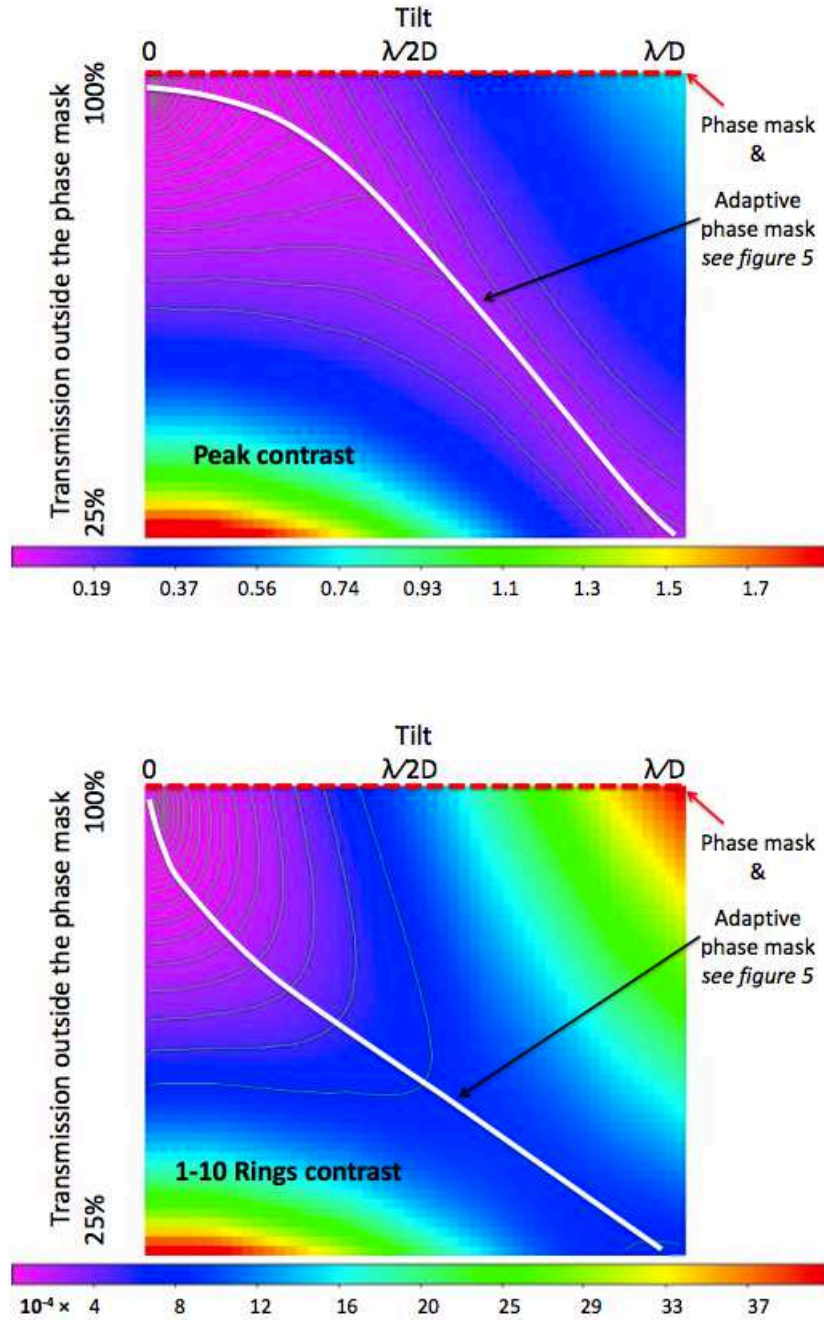 Tilt
0 λ/2D λ/D
100%
Transmission outside the phase mask
25%
Phase mask
&
Adaptive
phase mask
see figure 5
Peak contrast
0.19 0.37 0.56 0.74 0.93 1.1 1.3 1.5 1.7
Tilt
0 λ/2D λ/D
100%
Transmission outside the phase mask
25%
Phase mask
&
Adaptive
phase mask
see figure 5
1-10 Rings contrast
10⁻⁴ × 4 8 12 16 20 25 29 33 37